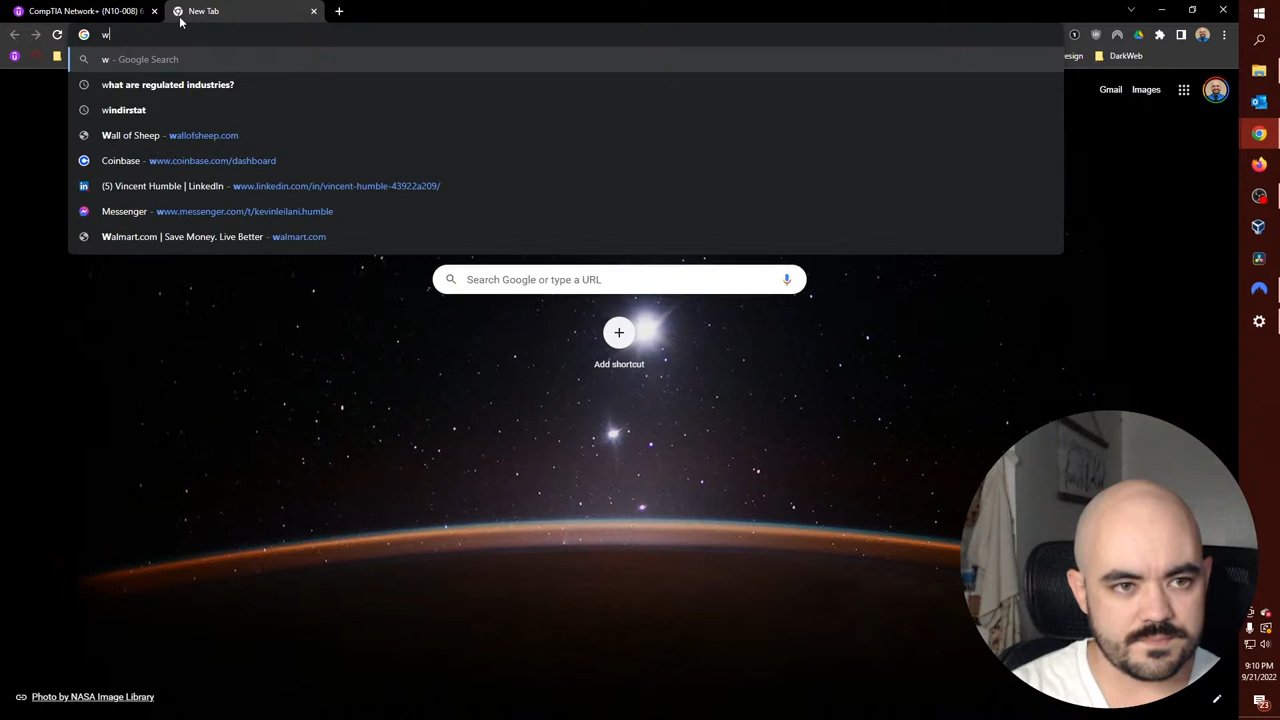 CompTIA Network+ (N10-008) 6
New Tab
w
DarkWeb
w - Google Search
what are regulated industries?
windirstat
Wall of Sheep - wallofsheep.com
Coinbase - www.coinbase.com/dashboard
(5) Vincent Humble | LinkedIn - www.linkedin.com/in/vincent-humble-43922a209/
Messenger - www.messenger.com/t/kevinleilani.humble
Walmart.com | Save Money. Live Better - walmart.com
Gmail Images
Search Google or type a URL
Add shortcut
Photo by NASA Image Library
9:10 PM
9/21/2022
23